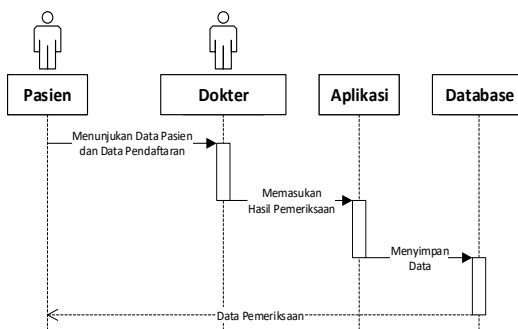 Pasien
Dokter
Aplikasi
Database
Menunjukan Data Pasien
dan Data Pendaftaran
Memasukan
Hasil Pemeriksaan
Menyimpan
Data
Data Pemeriksaan